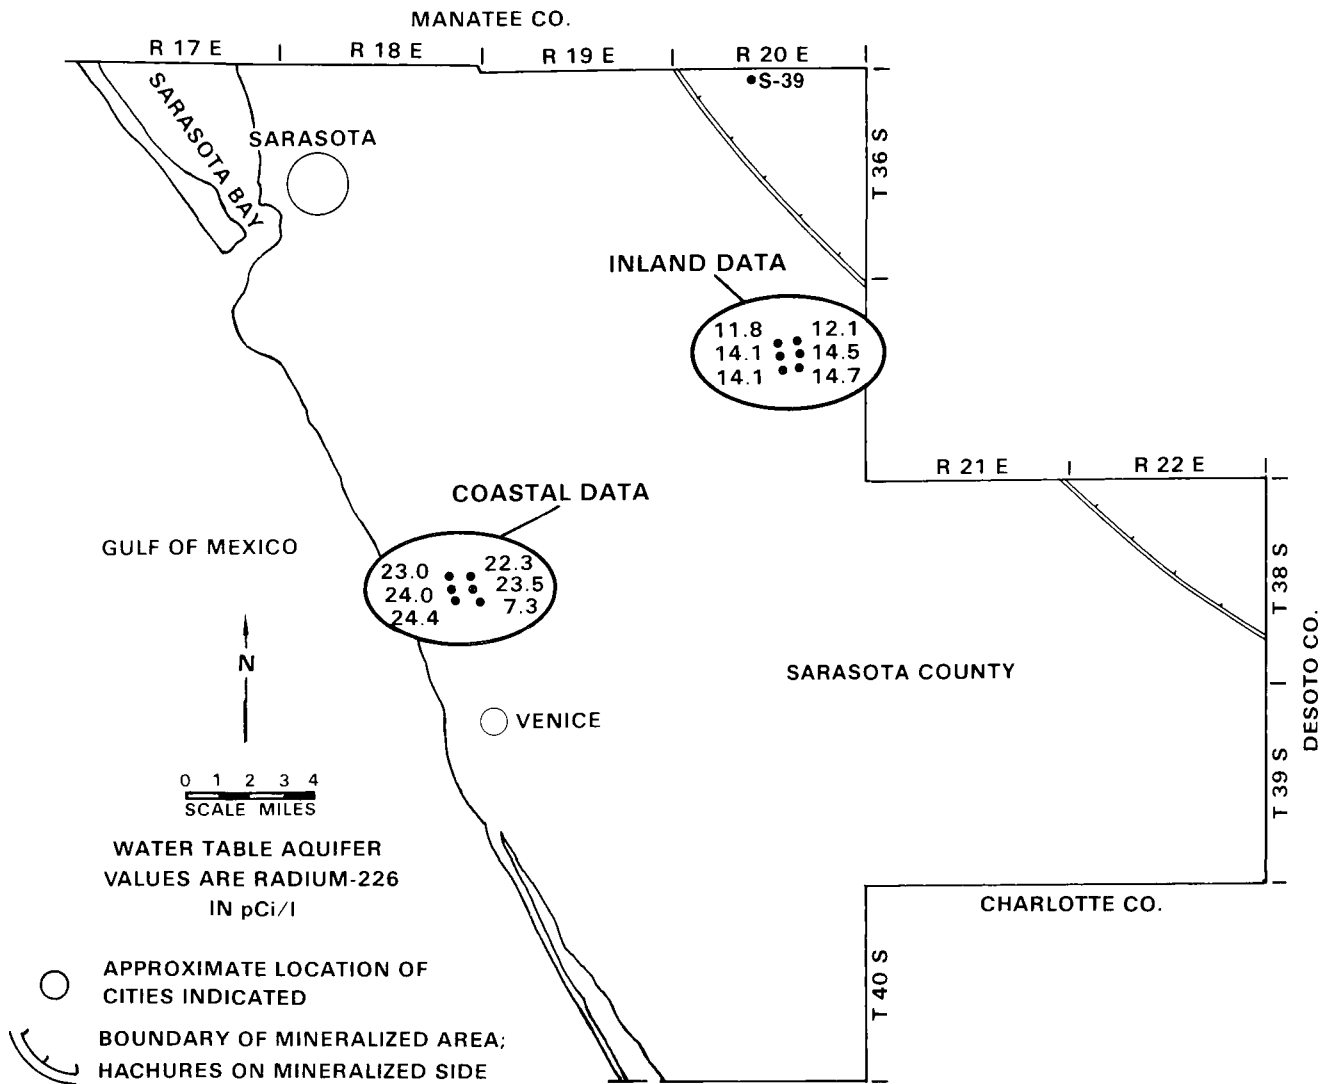 MANATEE CO.
R 17 E
R 18 E
R 19 E
R 20 E
S-39
SARASOTA BAY
SARASOTA
T 36 S
INLAND DATA
11.8 12.1
14.1 14.5
14.1 14.7
R 21 E
R 22 E
COASTAL DATA
GULF OF MEXICO
23.0 22.3
24.0 23.5
24.4 7.3
T 38 S
N
SARASOTA COUNTY
DESOTO CO.
VENICE
T 39 S
0 1 2 3 4
SCALE MILES
WATER TABLE AQUIFER
VALUES ARE RADIUM-226
IN pCi/l
CHARLOTTE CO.
T 40 S
APPROXIMATE LOCATION OF
CITIES INDICATED
BOUNDARY OF MINERALIZED AREA;
HACHURES ON MINERALIZED SIDE